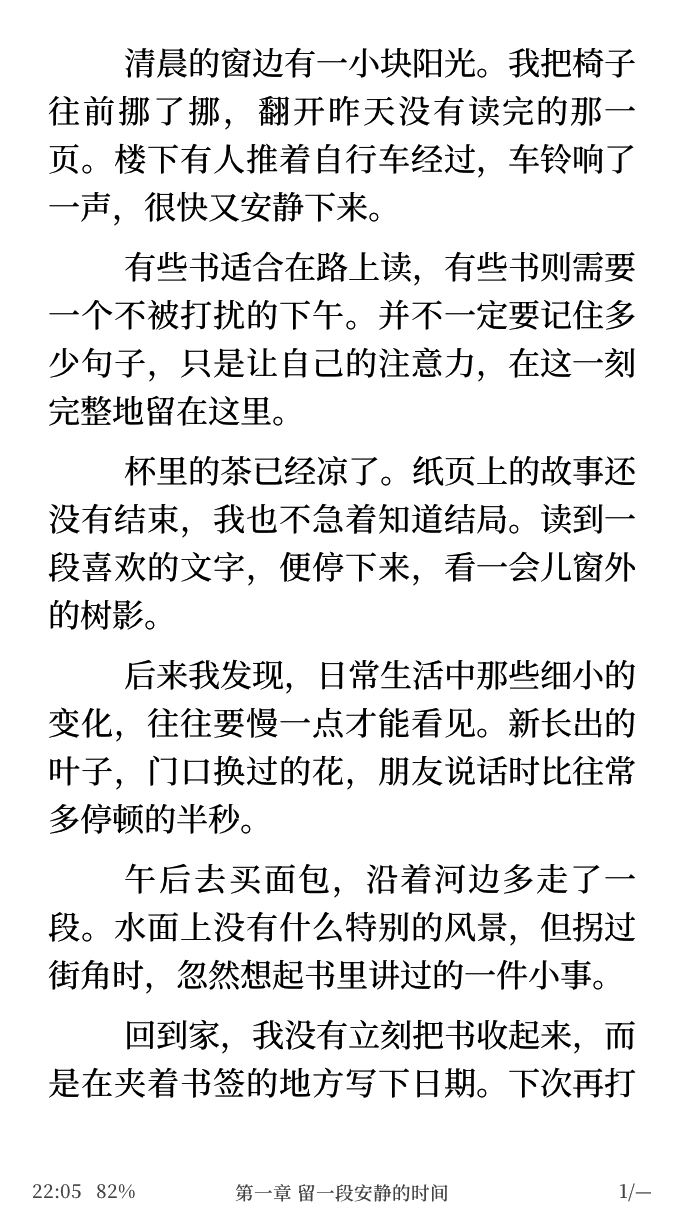 清晨的窗边有一小块阳光。我把椅子
往前挪了挪，翻开昨天没有读完的那一
页。楼下有人推着自行车经过，车铃响了
一声，很快又安静下来。
有些书适合在路上读，有些书则需要
一个不被打扰的下午。并不一定要记住多
少句子，只是让自己的注意力，在这一刻
完整地留在这里。
杯里的茶已经凉了。纸页上的故事还
没有结束，我也不急着知道结局。读到一
段喜欢的文字，便停下来，看一会儿窗外
的树影。
后来我发现，日常生活中那些细小的
变化，往往要慢一点才能看见。新长出的
叶子，门口换过的花，朋友说话时比往常
多停顿的半秒。
午后去买面包，沿着河边多走了一
段。水面上没有什么特别的风景，但拐过
街角时，忽然想起书里讲过的一件小事。
回到家，我没有立刻把书收起来，而
是在夹着书签的地方写下日期。下次再打
22:05 82% 第一章 留一段安静的时间 1/—